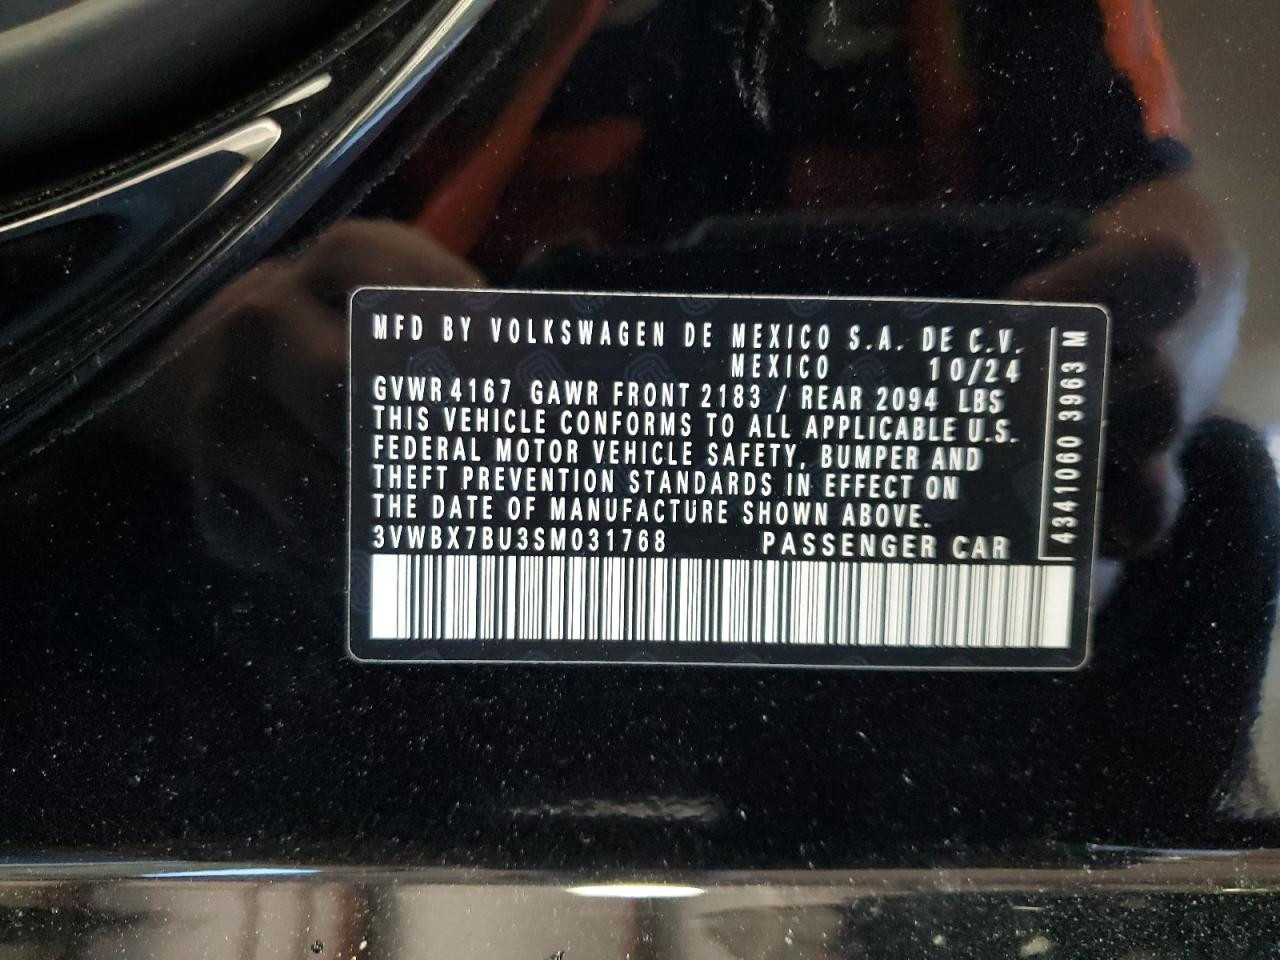 MFD BY VOLKSWAGEN DE MEXICO S.A. DE C.V.
MEXICO 10/24
GVWR 4167 GAWR FRONT 2183 / REAR 2094 LBS
THIS VEHICLE CONFORMS TO ALL APPLICABLE U.S.
FEDERAL MOTOR VEHICLE SAFETY, BUMPER AND
THEFT PREVENTION STANDARDS IN EFFECT ON
THE DATE OF MANUFACTURE SHOWN ABOVE.
3VWBX7BU3SM031768 PASSENGER CAR
4341060 3963 M